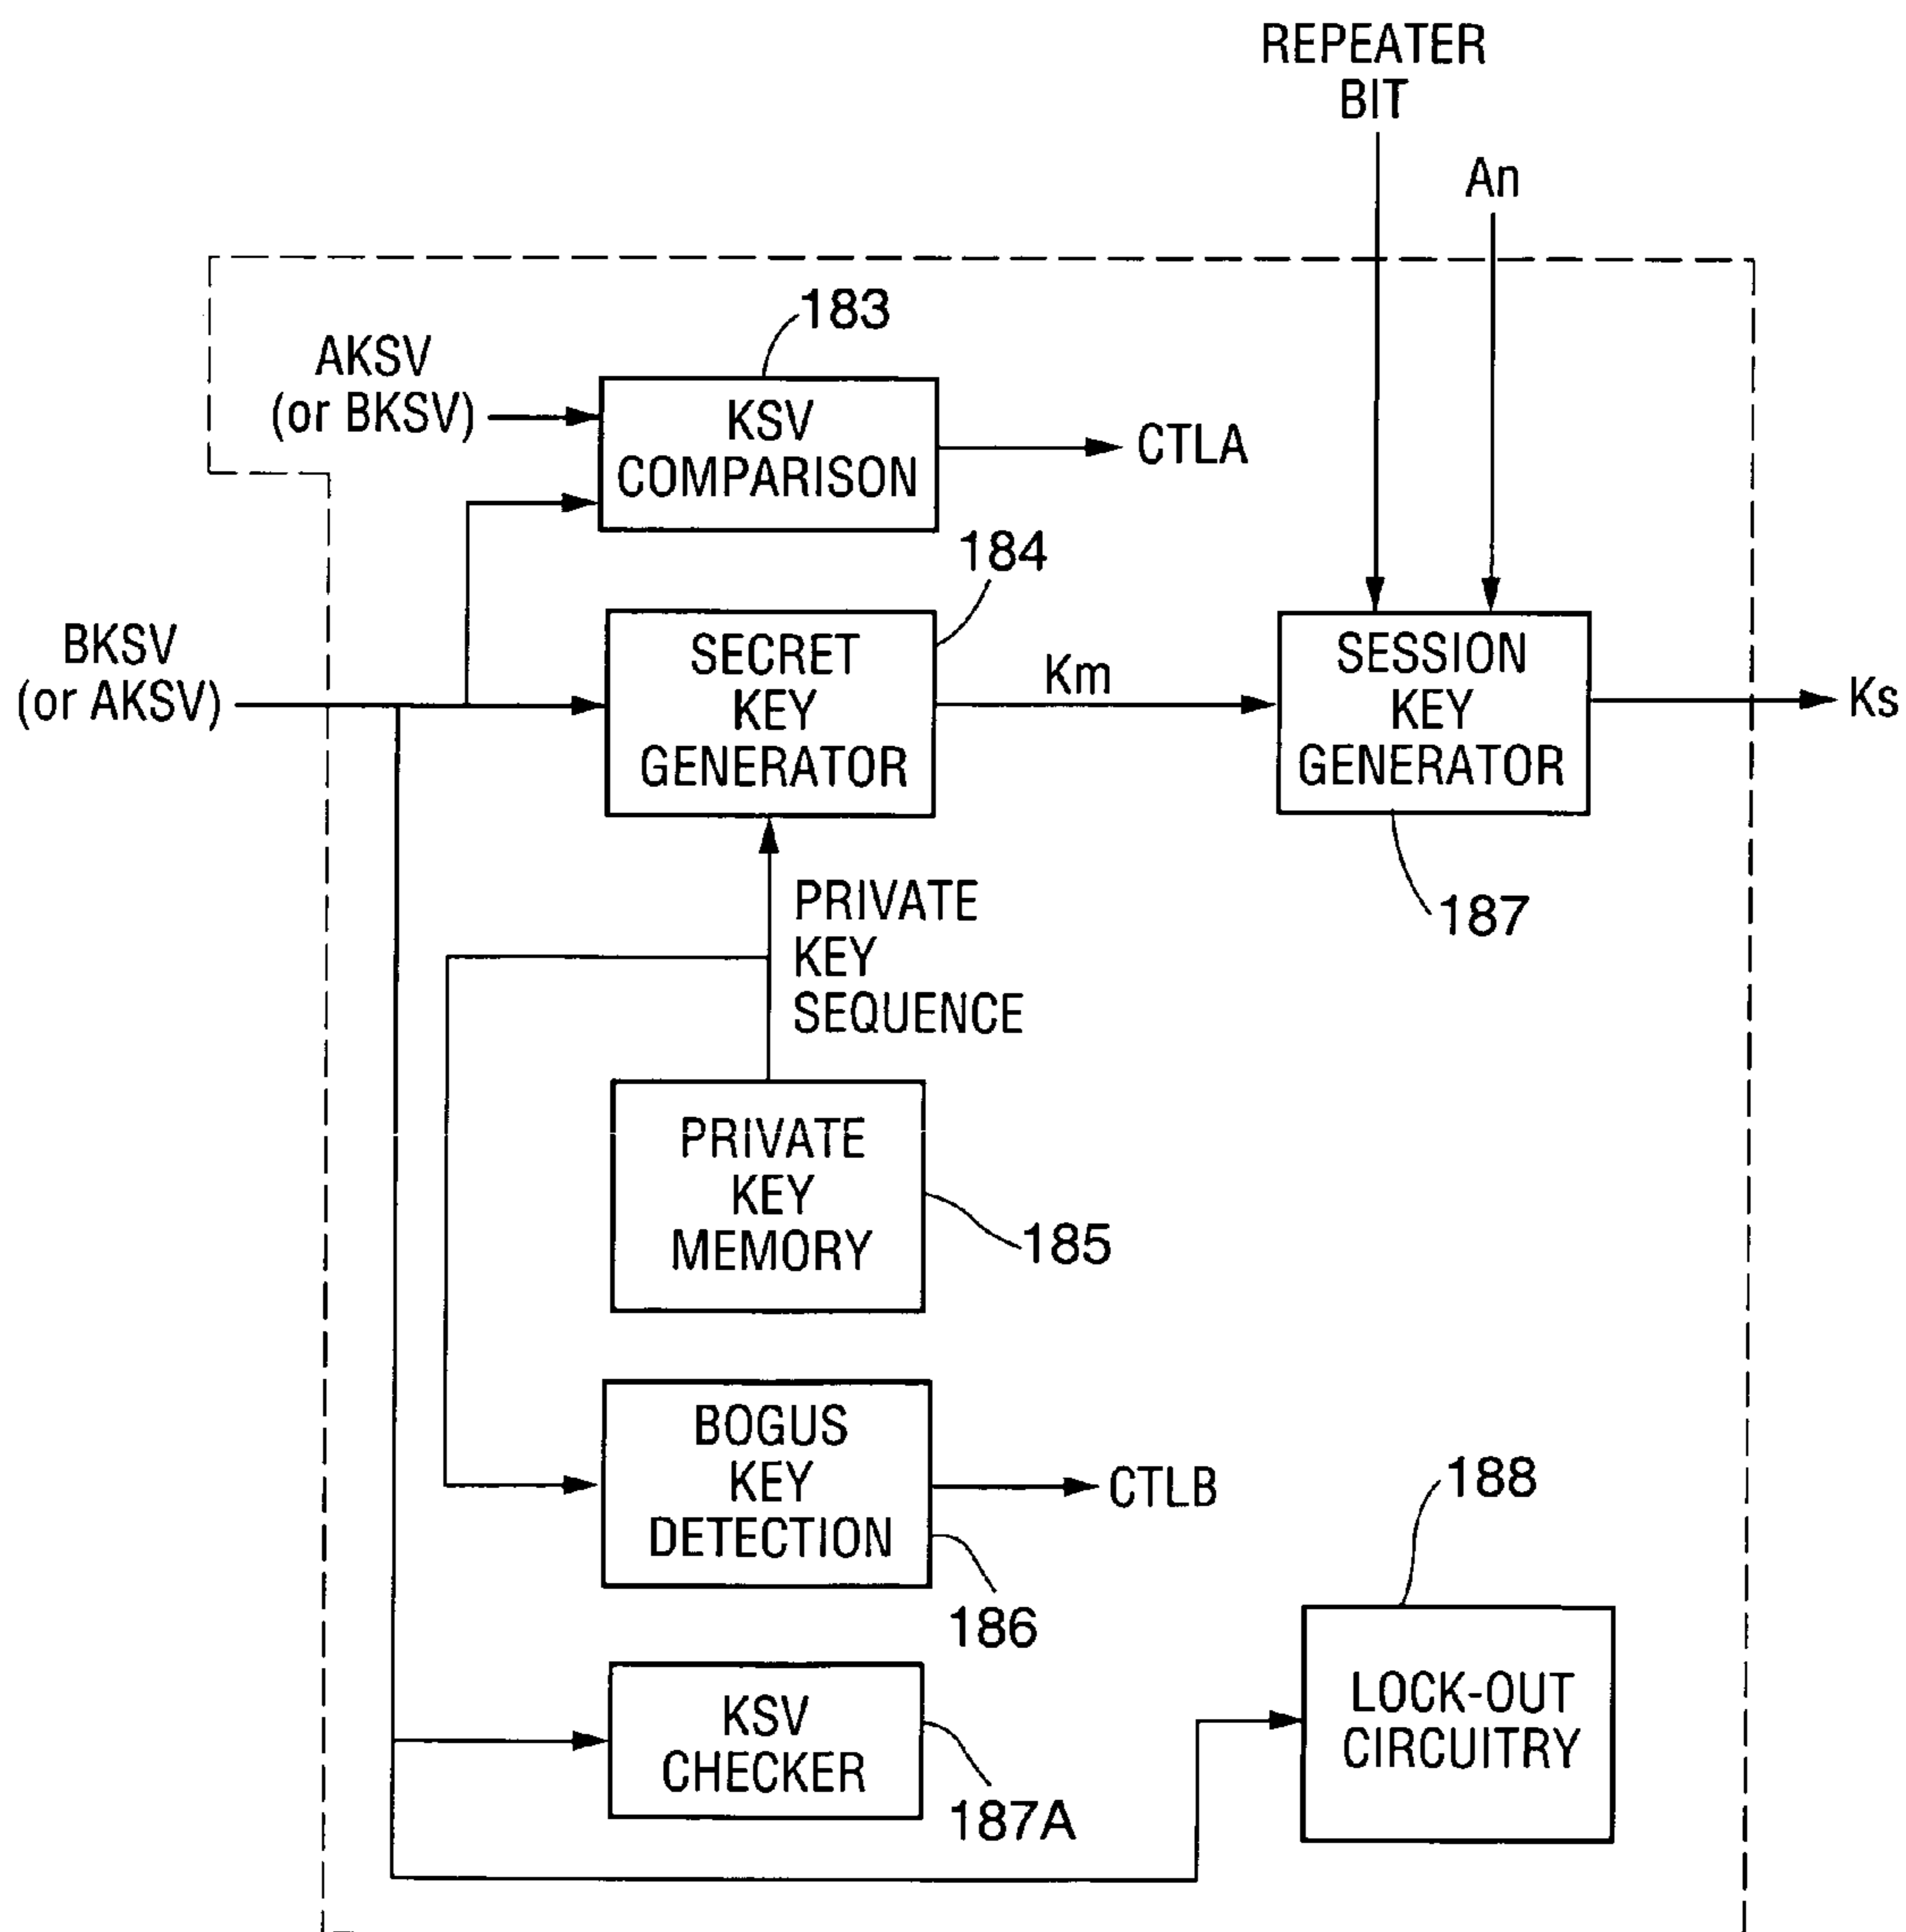 REPEATER
BIT
An
183
AKSV
(or BKSV)
KSV
COMPARISON
CTLA
184
BKSV
(or AKSV)
SECRET
KEY
GENERATOR
Km
SESSION
KEY
GENERATOR
Ks
187
PRIVATE
KEY
SEQUENCE
PRIVATE
KEY
MEMORY
185
BOGUS
KEY
DETECTION
CTLB
186
188
LOCK-OUT
CIRCUITRY
KSV
CHECKER
187A